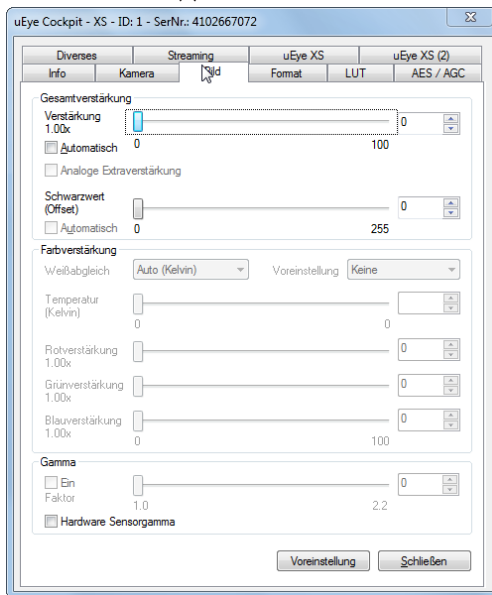 uEye Cockpit - XS - ID: 1 - SerNr.: 4102667072
Diverses Streaming uEye XS uEye XS (2)
Info Kamera Bild Format LUT AES / AGC
Gesamtverstärkung
Verstärkung
1.00x
0
Automatisch 0 100
Analoge Extraverstärkung
Schwarzwert
(Offset)
0
Automatisch 0 255
Farbverstärkung
Weißabgleich Auto (Kelvin) Voreinstellung Keine
Temperatur
(Kelvin)
0 0
Rotverstärkung 0
1.00x
Grünverstärkung 0
1.00x
Blauverstärkung 0
1.00x
0 100
Gamma
Ein 0
Faktor
1.0 2.2
Hardware Sensorgamma
Voreinstellung Schließen